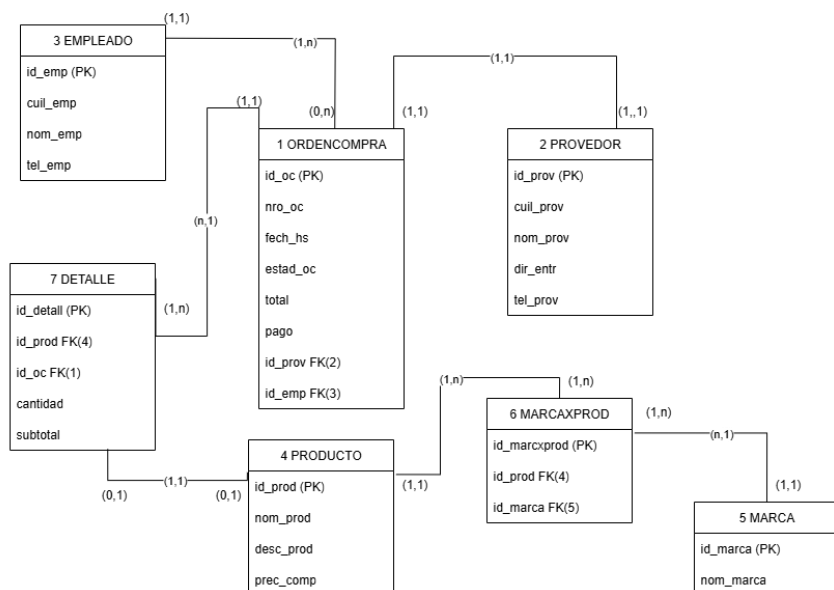 (1,1)
3 EMPLEADO
id_emp (PK)
cuil_emp
nom_emp
tel_emp
(1,n)
(0,n)
(1,1)
(1,1)
(1,1)
(1,,1)
1 ORDENCOMPRA
id_oc (PK)
nro_oc
fech_hs
estad_oc
total
pago
id_prov FK(2)
id_emp FK(3)
2 PROVEDOR
id_prov (PK)
cuil_prov
nom_prov
dir_entr
tel_prov
(n,1)
(1,n)
7 DETALLE
id_detall (PK)
id_prod FK(4)
id_oc FK(1)
cantidad
subtotal
(0,1)
(1,1)
(0,1)
4 PRODUCTO
id_prod (PK)
nom_prod
desc_prod
prec_comp
(1,1)
(1,n)
(1,n)
6 MARCAXPROD
id_marcxprod (PK)
id_prod FK(4)
id_marca FK(5)
(1,n)
(n,1)
(1,1)
5 MARCA
id_marca (PK)
nom_marca